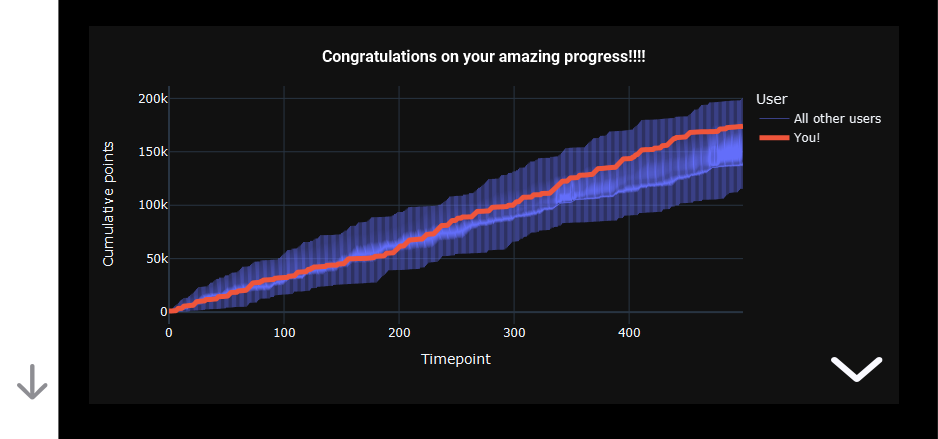 Congratulations on your amazing progress!!!!
User
All other users
You!
Cumulative points
200k
150k
100k
50k
0
0 100 200 300 400
Timepoint